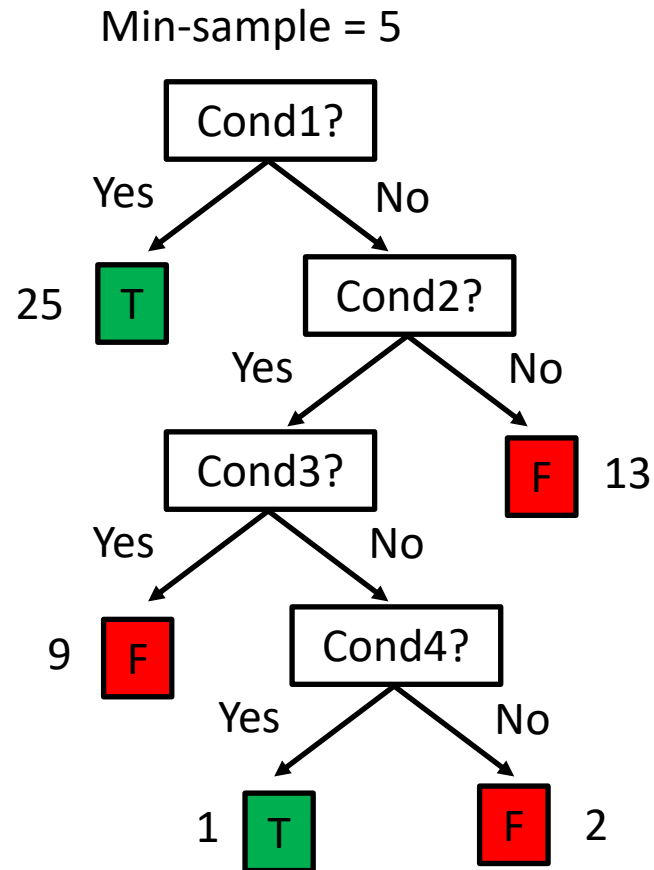 Min-sample = 5
Cond1?
Yes
No
25
T
Cond2?
Yes
No
Cond3?
F
13
Yes
No
9
F
Cond4?
Yes
No
1
T
F
2